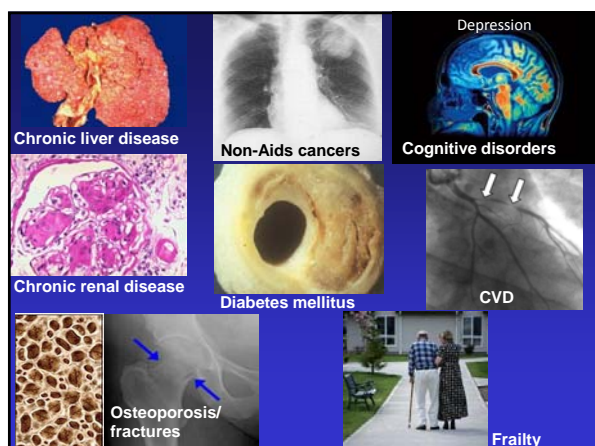 Depression
Chronic liver disease
Non-Aids cancers
Cognitive disorders
Chronic renal disease
Diabetes mellitus
CVD
Osteoporosis/
fractures
Frailty